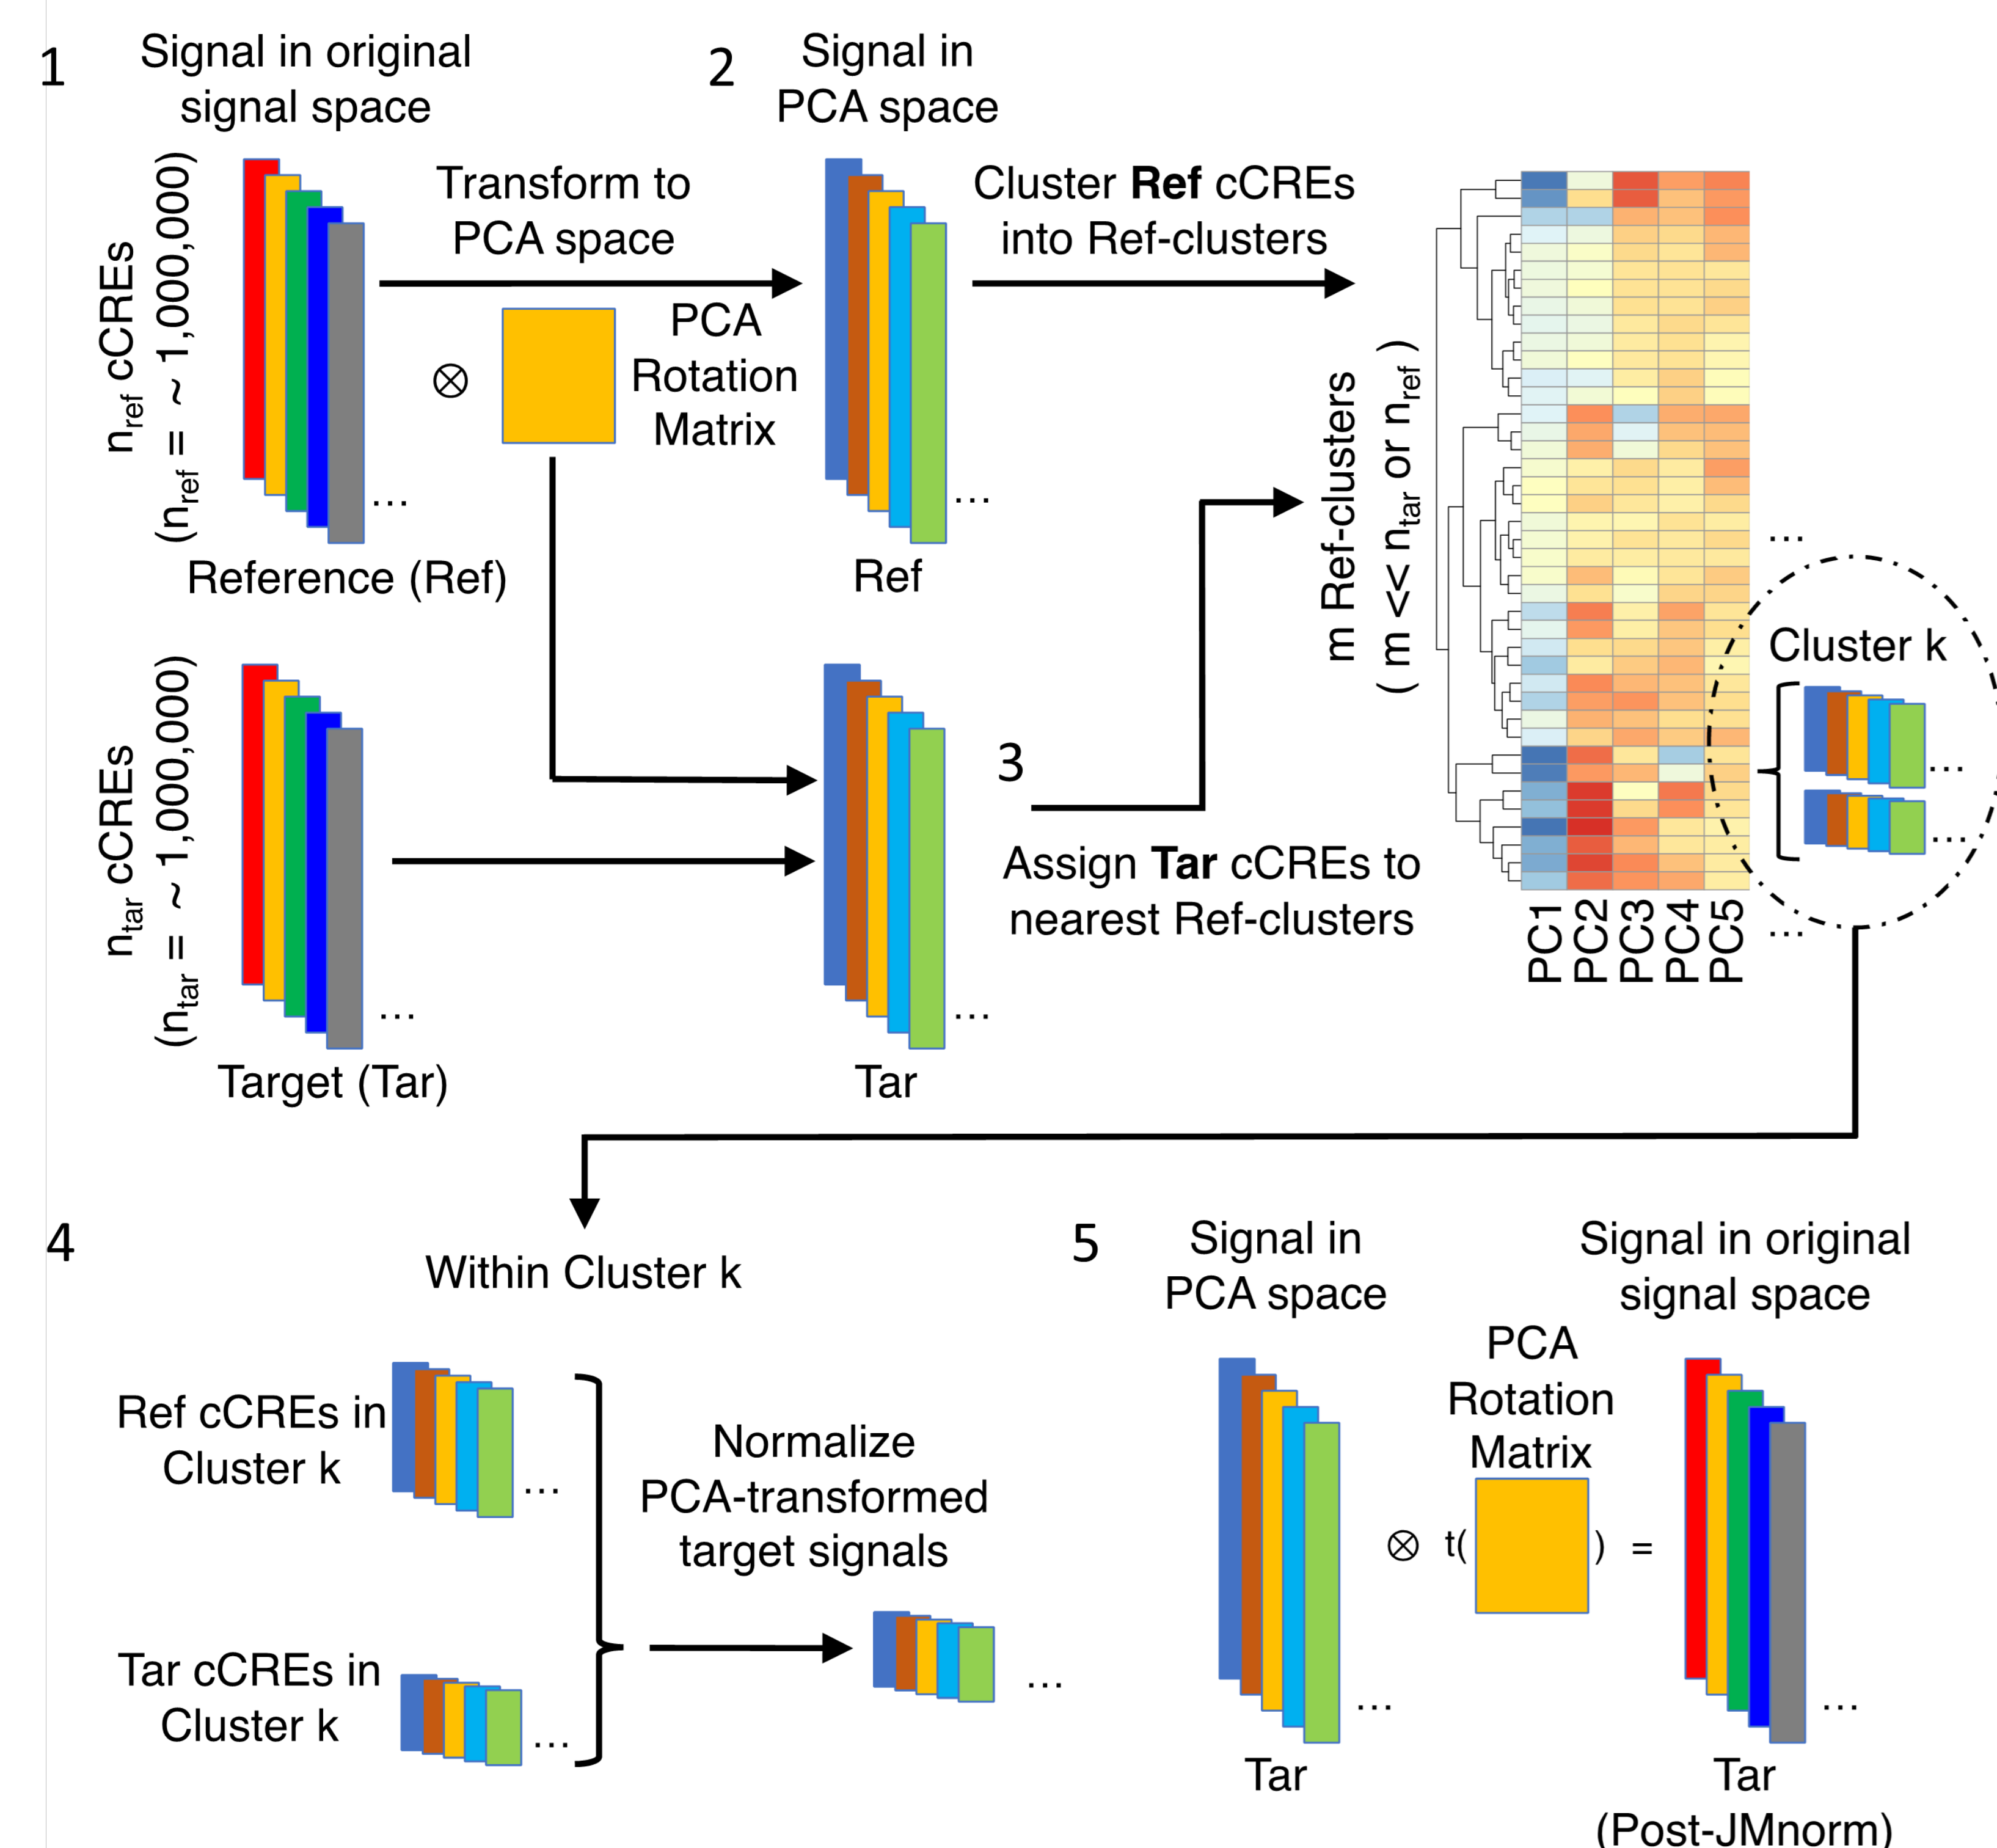 1
Signal in original
signal space
2
Signal in
PCA space
n_ref cCREs
(n_ref = ~ 1,000,000)
Transform to
PCA space
⊗
PCA
Rotation
Matrix
...
Reference (Ref)
Cluster Ref cCREs
into Ref-clusters
...
Ref
m Ref-clusters
( m << n_tar or n_ref )
...
Cluster k
...
...
PC1
PC2
PC3
PC4
PC5
...
n_tar cCREs
(n_tar = ~ 1,000,000)
...
Target (Tar)
...
Tar
3
Assign Tar cCREs to
nearest Ref-clusters
4
Within Cluster k
Ref cCREs in
Cluster k
...
Tar cCREs in
Cluster k
...
Normalize
PCA-transformed
target signals
...
5
Signal in
PCA space
...
Tar
PCA
Rotation
Matrix
⊗ t( ) =
Signal in original
signal space
...
Tar
(Post-JMnorm)